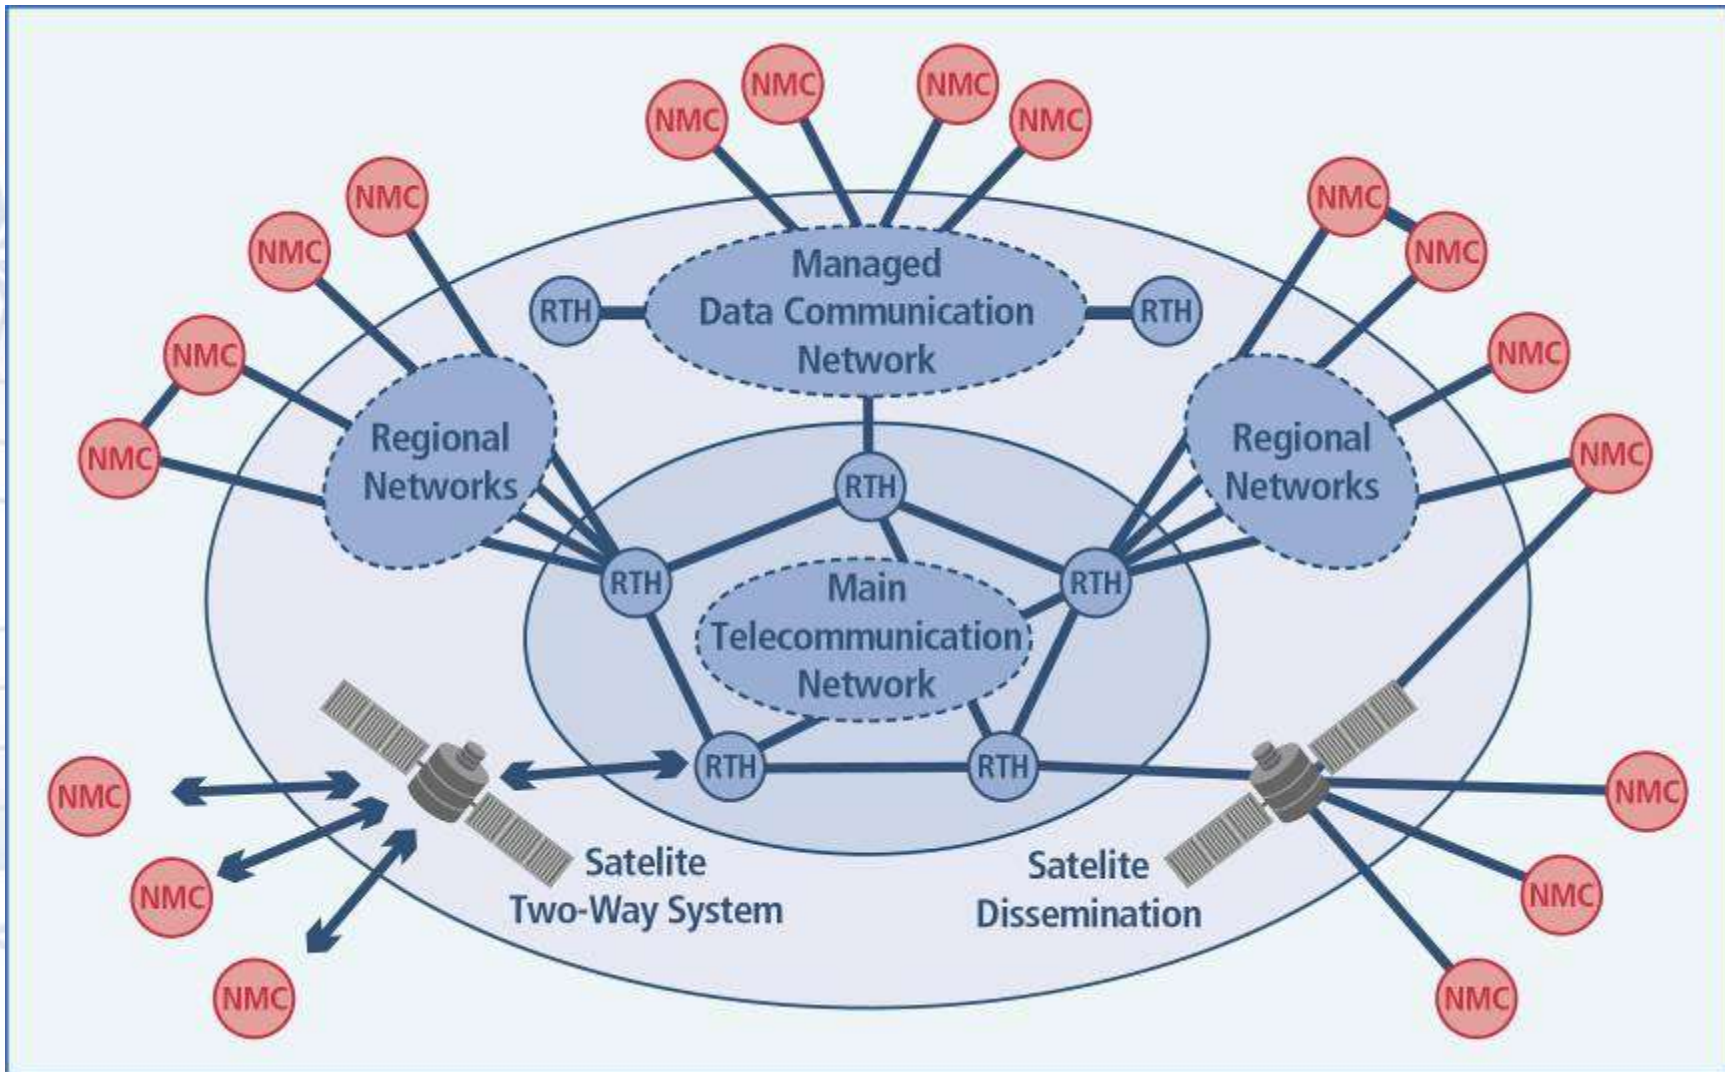 NMC
NMC
NMC
NMC
NMC
NMC
NMC
NMC
NMC
NMC
NMC
NMC
Managed
Data Communication
Network
RTH
RTH
Regional
Networks
Regional
Networks
RTH
RTH
RTH
Main
Telecommunication
Network
RTH
RTH
Satelite
Two-Way System
Satelite
Dissemination
NMC
NMC
NMC
NMC
NMC
NMC